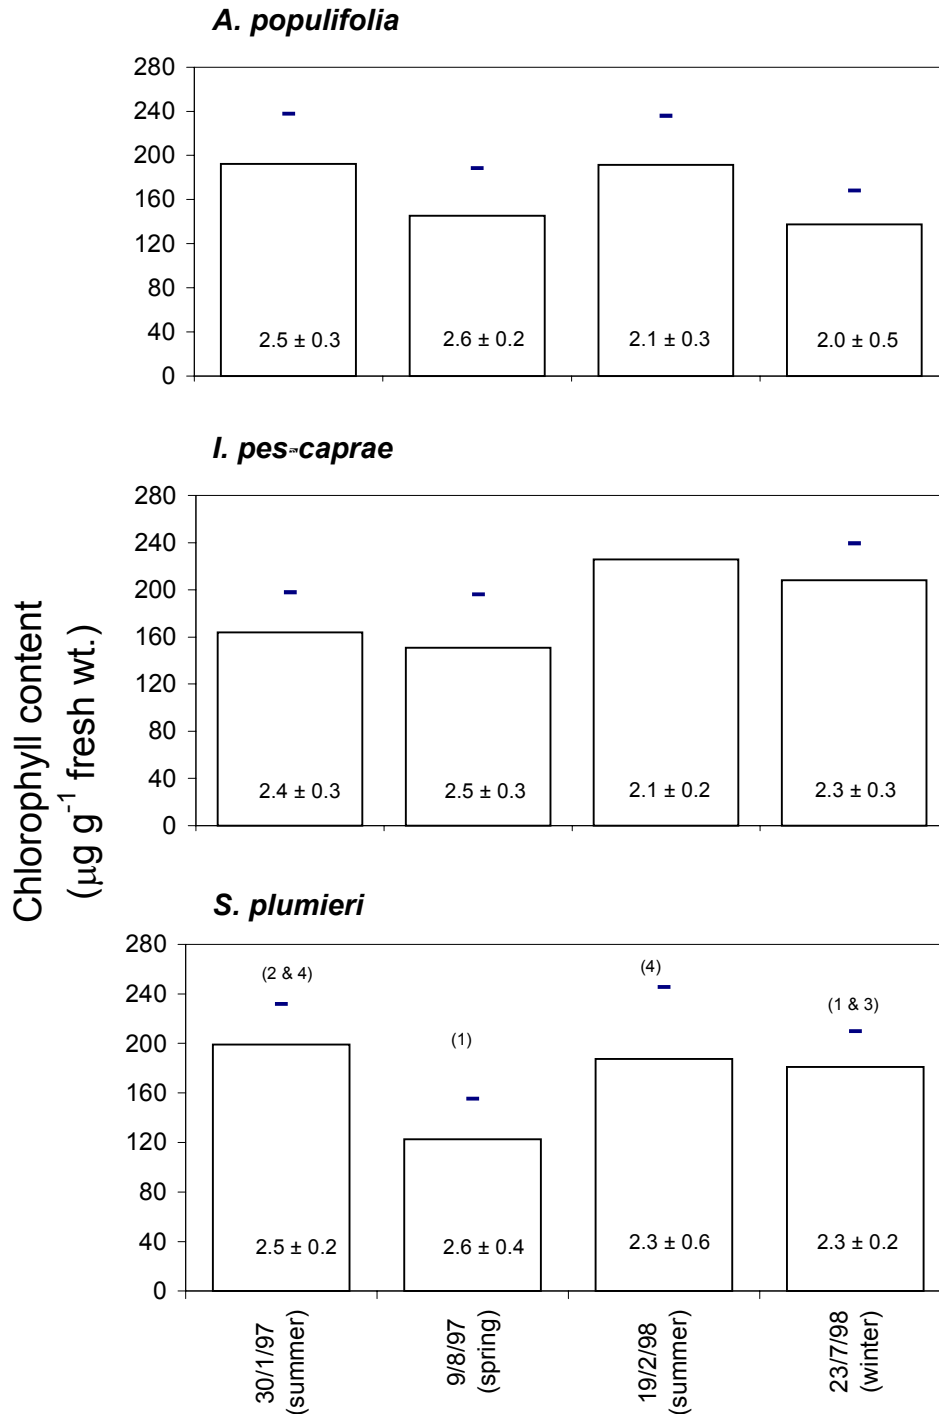 A. populifolia
280
240
200
160
120
80
40
0
2.5 ± 0.3
2.6 ± 0.2
2.1 ± 0.3
2.0 ± 0.5
I. pes-caprae
280
240
200
160
120
80
40
0
2.4 ± 0.3
2.5 ± 0.3
2.1 ± 0.2
2.3 ± 0.3
Chlorophyll content
(µg g⁻¹ fresh wt.)
S. plumieri
280
240
200
160
120
80
40
0
(2 & 4)
(1)
(4)
(1 & 3)
2.5 ± 0.2
2.6 ± 0.4
2.3 ± 0.6
2.3 ± 0.2
30/1/97
(summer)
9/8/97
(spring)
19/2/98
(summer)
23/7/98
(winter)